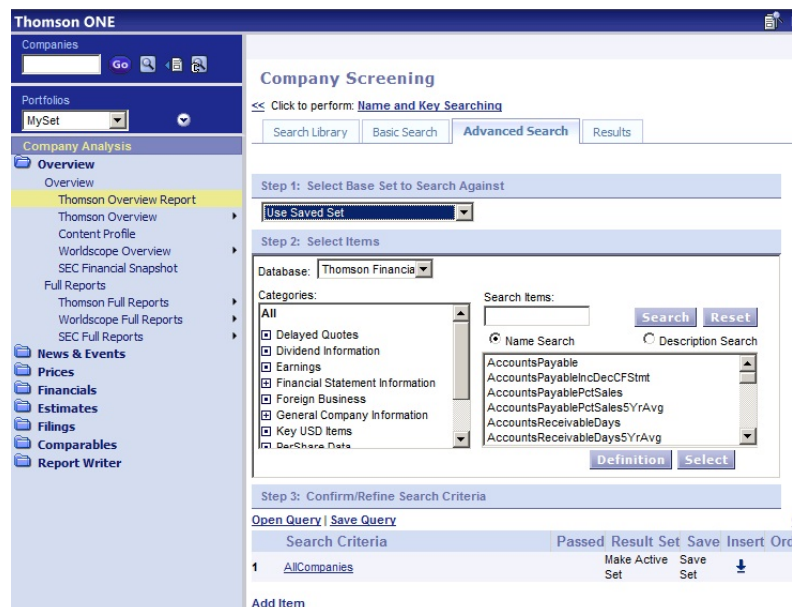 Thomson ONE
Companies
Go
Portfolios
MySet
Company Analysis
Overview
Overview
Thomson Overview Report
Thomson Overview
Content Profile
Worldscope Overview
SEC Financial Snapshot
Full Reports
Thomson Full Reports
Worldscope Full Reports
SEC Full Reports
News & Events
Prices
Financials
Estimates
Filings
Comparables
Report Writer
Company Screening
<< Click to perform: Name and Key Searching
Search Library Basic Search Advanced Search Results
Step 1: Select Base Set to Search Against
Use Saved Set
Step 2: Select Items
Database: Thomson Financia
Categories:
All
Delayed Quotes
Dividend Information
Earnings
Financial Statement Information
Foreign Business
General Company Information
Key USD Items
PerShare Data
Search Items:
Search Reset
Name Search Description Search
AccountsPayable
AccountsPayableIncDecCFStmt
AccountsPayablePctSales
AccountsPayablePctSales5YrAvg
AccountsReceivableDays
AccountsReceivableDays5YrAvg
Definition Select
Step 3: Confirm/Refine Search Criteria
Open Query | Save Query
Search Criteria Passed Result Set Save Insert Ord
1 AllCompanies Make Active Set Save Set
Add Item